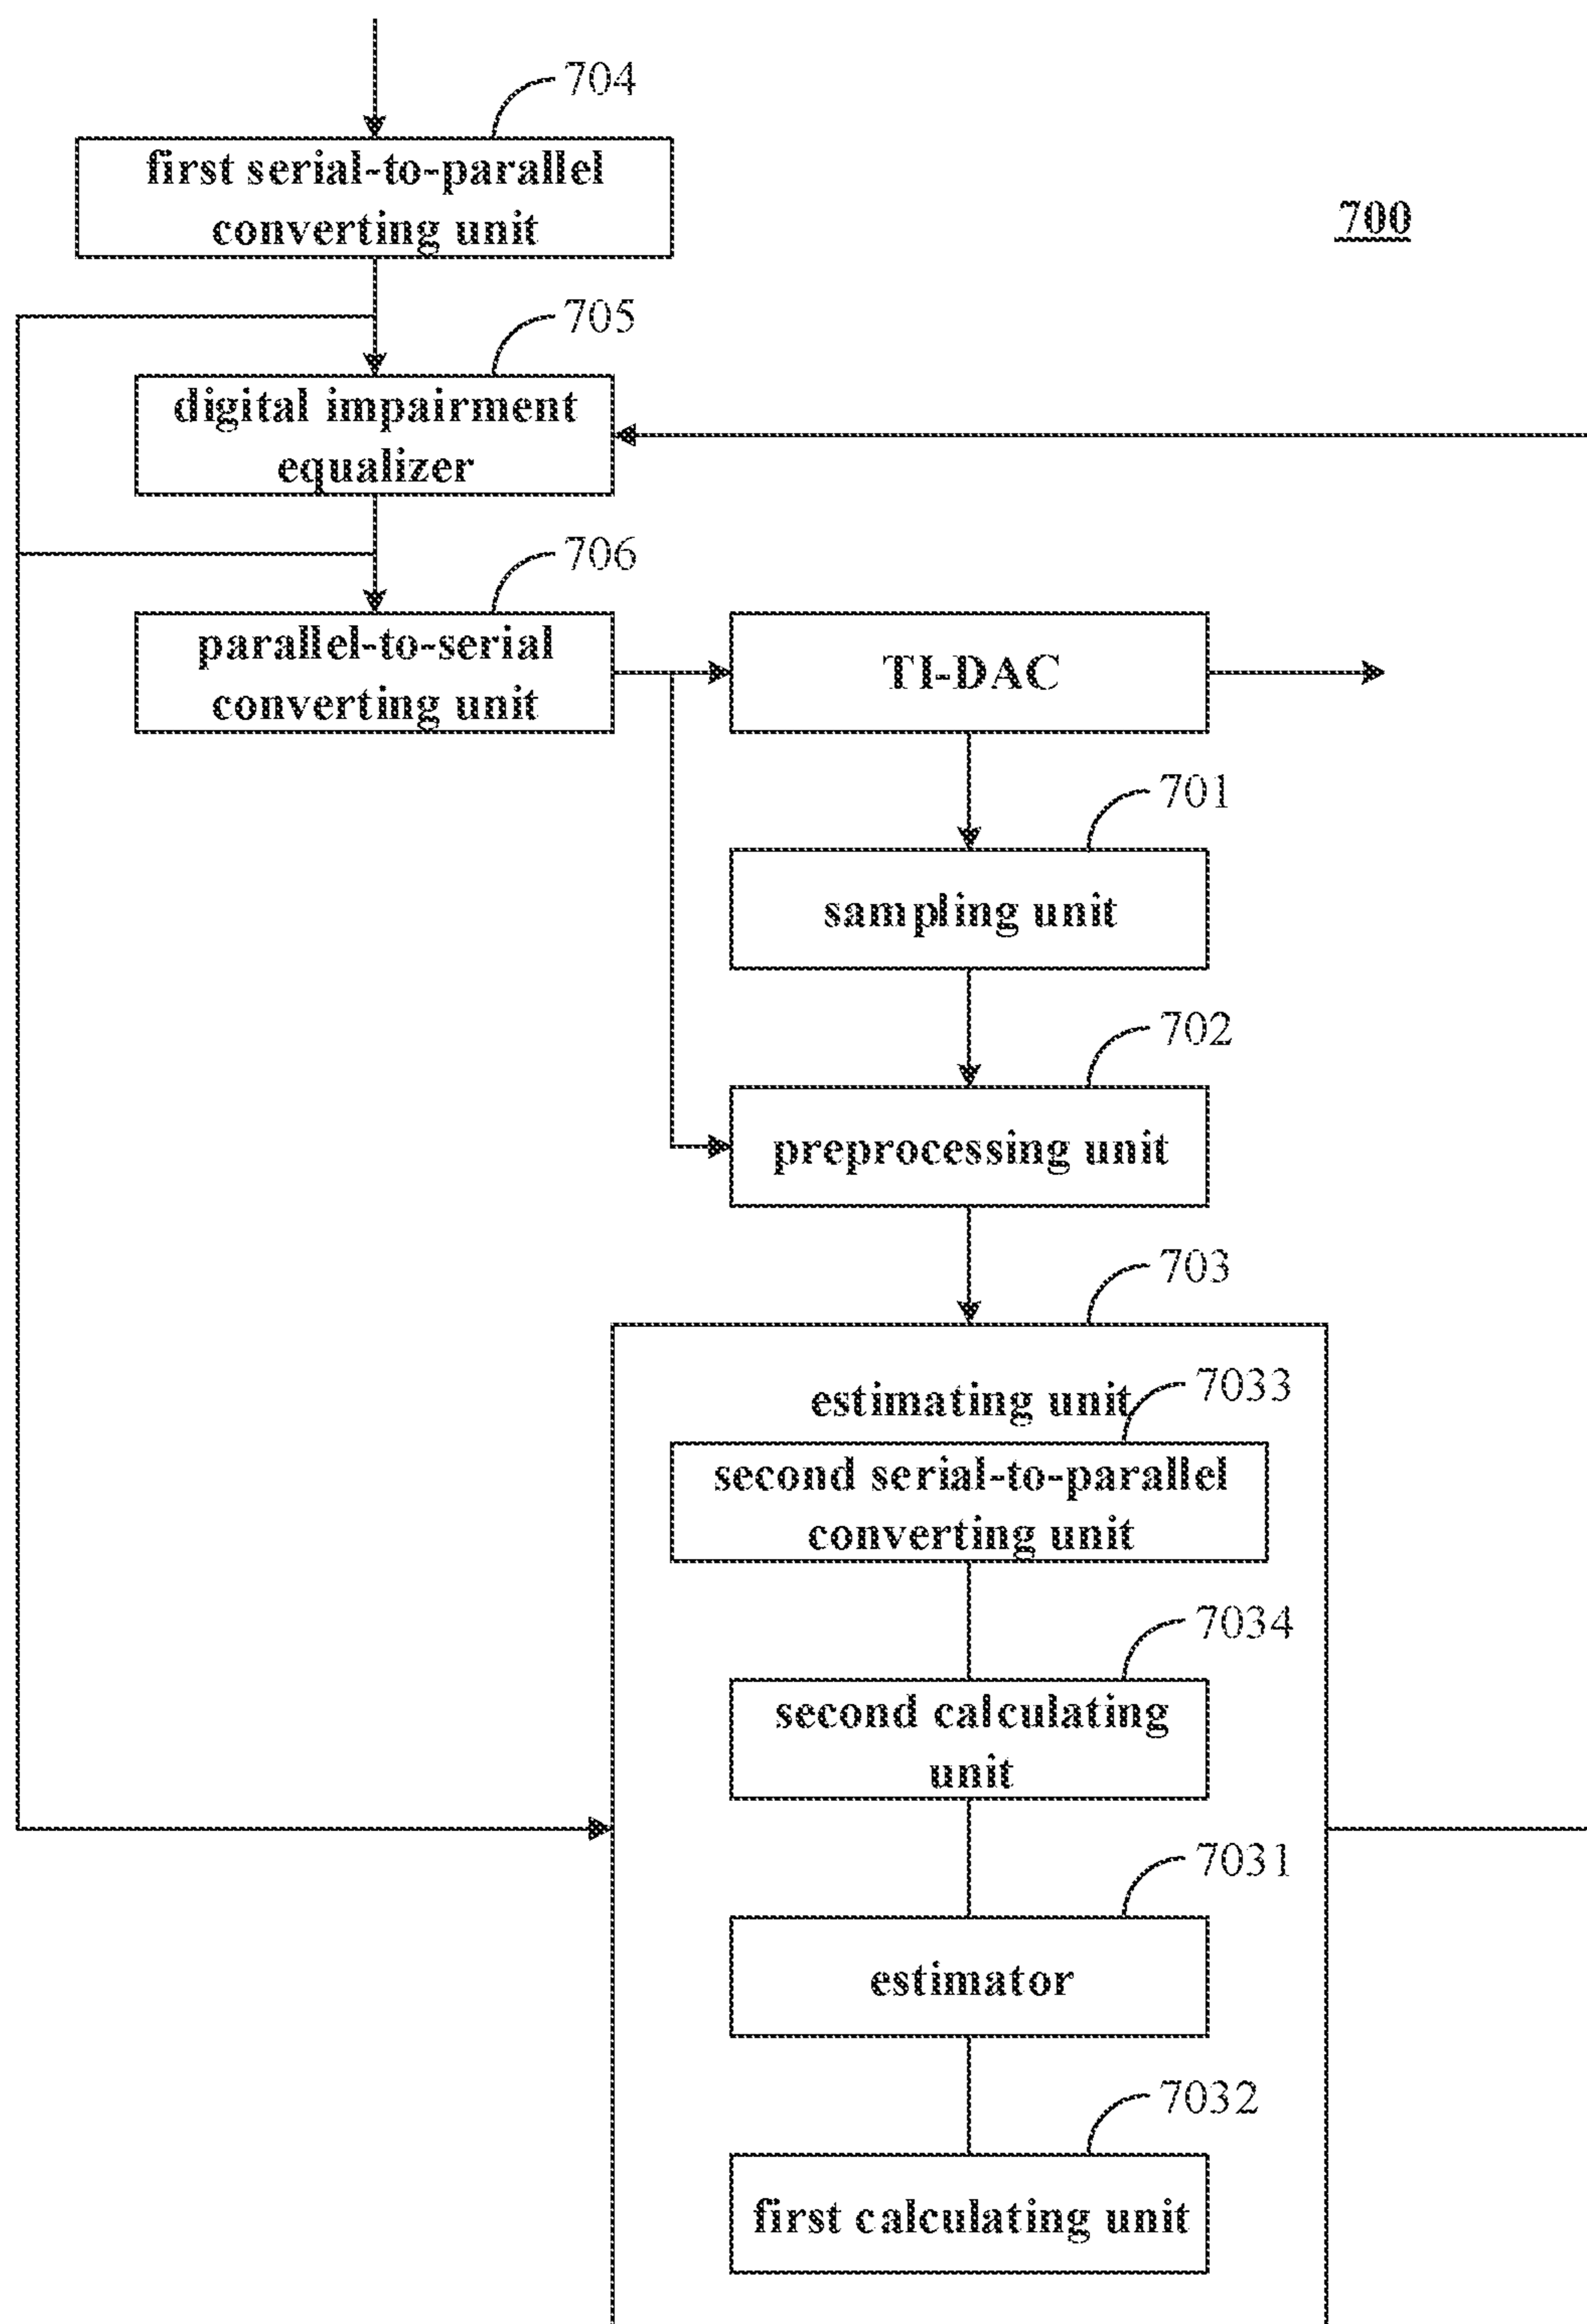 704
first serial-to-parallel
converting unit
700
705
digital impairment
equalizer
706
parallel-to-serial
converting unit
TI-DAC
701
sampling unit
702
preprocessing unit
703
estimating unit
7033
second serial-to-parallel
converting unit
7034
second calculating
unit
7031
estimator
7032
first calculating unit